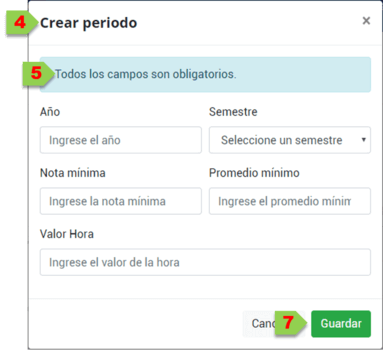 4 Crear periodo ×
5 Todos los campos son obligatorios.
Año Semestre
Ingrese el año Seleccione un semestre
Nota mínima Promedio mínimo
Ingrese la nota mínima Ingrese el promedio mínim
Valor Hora
Ingrese el valor de la hora
Canc 7 Guardar